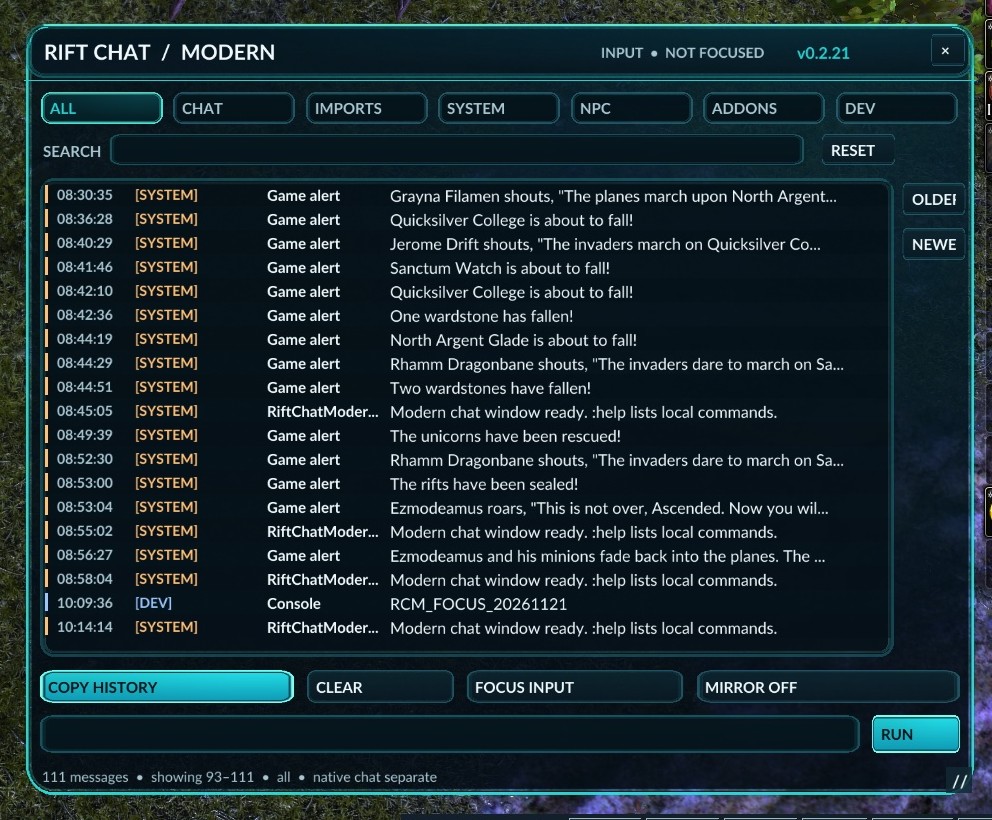 RIFT CHAT / MODERN
INPUT • NOT FOCUSED v0.2.21 ×
ALL CHAT IMPORTS SYSTEM NPC ADDONS DEV
SEARCH RESET
08:30:35 [SYSTEM] Game alert Grayna Filamen shouts, "The planes march upon North Argent...
08:36:28 [SYSTEM] Game alert Quicksilver College is about to fall!
08:40:29 [SYSTEM] Game alert Jerome Drift shouts, "The invaders march on Quicksilver Co...
08:41:46 [SYSTEM] Game alert Sanctum Watch is about to fall!
08:42:10 [SYSTEM] Game alert Quicksilver College is about to fall!
08:42:36 [SYSTEM] Game alert One wardstone has fallen!
08:44:19 [SYSTEM] Game alert North Argent Glade is about to fall!
08:44:29 [SYSTEM] Game alert Rhamm Dragonbane shouts, "The invaders dare to march on Sa...
08:44:51 [SYSTEM] Game alert Two wardstones have fallen!
08:45:05 [SYSTEM] RiftChatModer... Modern chat window ready. :help lists local commands.
08:49:39 [SYSTEM] Game alert The unicorns have been rescued!
08:52:30 [SYSTEM] Game alert Rhamm Dragonbane shouts, "The invaders dare to march on Sa...
08:53:00 [SYSTEM] Game alert The rifts have been sealed!
08:53:04 [SYSTEM] Game alert Ezmodeamus roars, "This is not over, Ascended. Now you wil...
08:55:02 [SYSTEM] RiftChatModer... Modern chat window ready. :help lists local commands.
08:56:27 [SYSTEM] Game alert Ezmodeamus and his minions fade back into the planes. The ...
08:58:04 [SYSTEM] RiftChatModer... Modern chat window ready. :help lists local commands.
10:09:36 [DEV] Console RCM_FOCUS_20261121
10:14:14 [SYSTEM] RiftChatModer... Modern chat window ready. :help lists local commands.
OLDER
NEWE
COPY HISTORY CLEAR FOCUS INPUT MIRROR OFF
RUN
111 messages • showing 93–111 • all • native chat separate
//